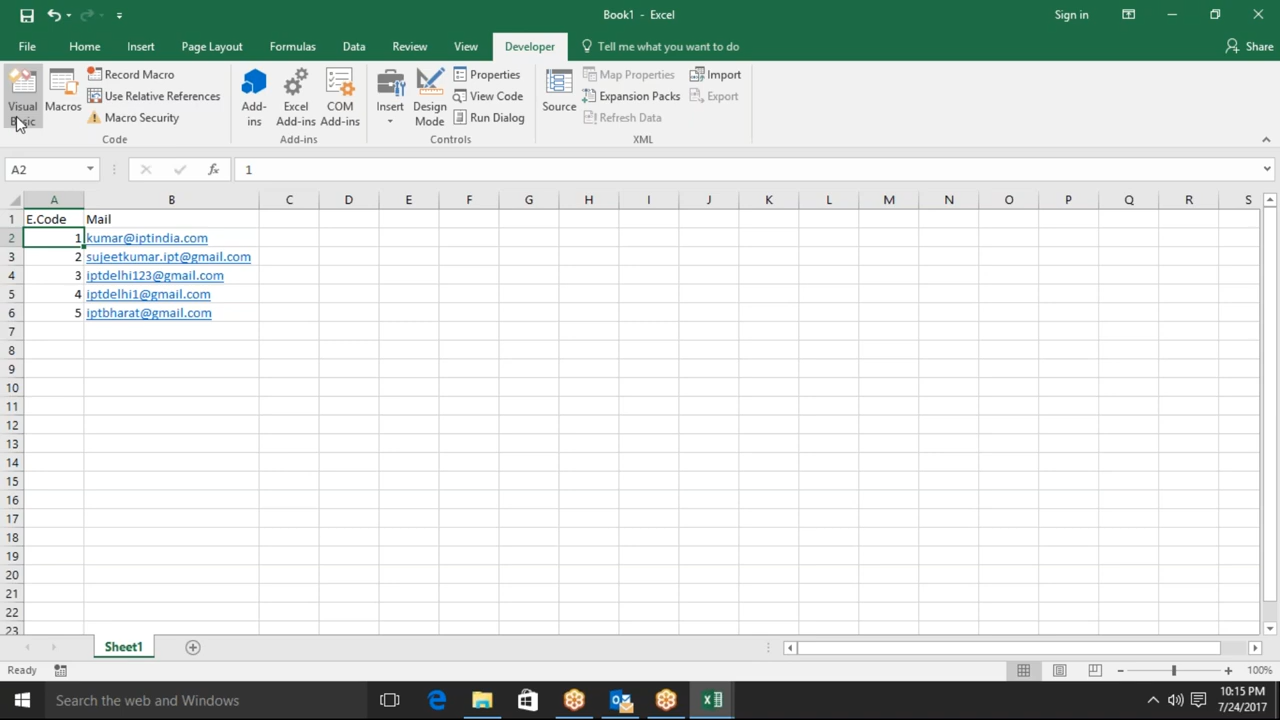 Book1 - Excel
Sign in
File Home Insert Page Layout Formulas Data Review View Developer Tell me what you want to do Share
Visual Basic
Macros
Record Macro
Use Relative References
Macro Security
Code
Add-ins
Excel Add-ins
COM Add-ins
Add-ins
Insert
Design Mode
Properties
View Code
Run Dialog
Controls
Source
Map Properties
Expansion Packs
Refresh Data
Import
Export
XML
A2 fx 1
A B C D E F G H I J K L M N O P Q R S
1 E.Code Mail
2 1 kumar@iptindia.com
3 2 sujeetkumar.ipt@gmail.com
4 3 iptdelhi123@gmail.com
5 4 iptdelhi1@gmail.com
6 5 iptbharat@gmail.com
7
8
9
10
11
12
13
14
15
16
17
18
19
20
21
22
23
Sheet1
Ready 100%
Search the web and Windows
10:15 PM
7/24/2017